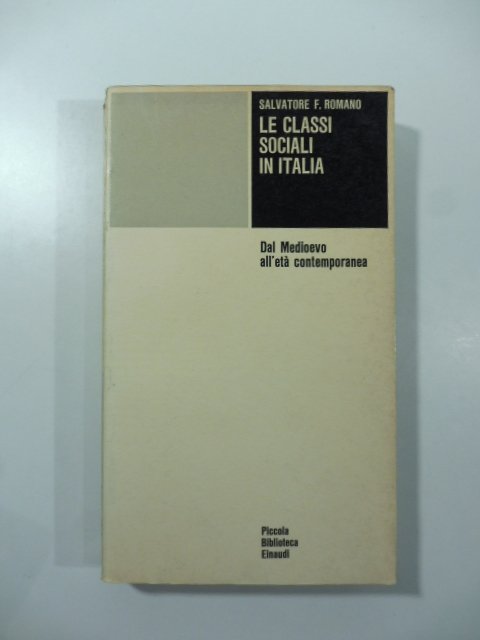 SALVATORE F. ROMANO
LE CLASSI
SOCIALI
IN ITALIA
Dal Medioevo
all'età contemporanea
Piccola
Biblioteca
Einaudi